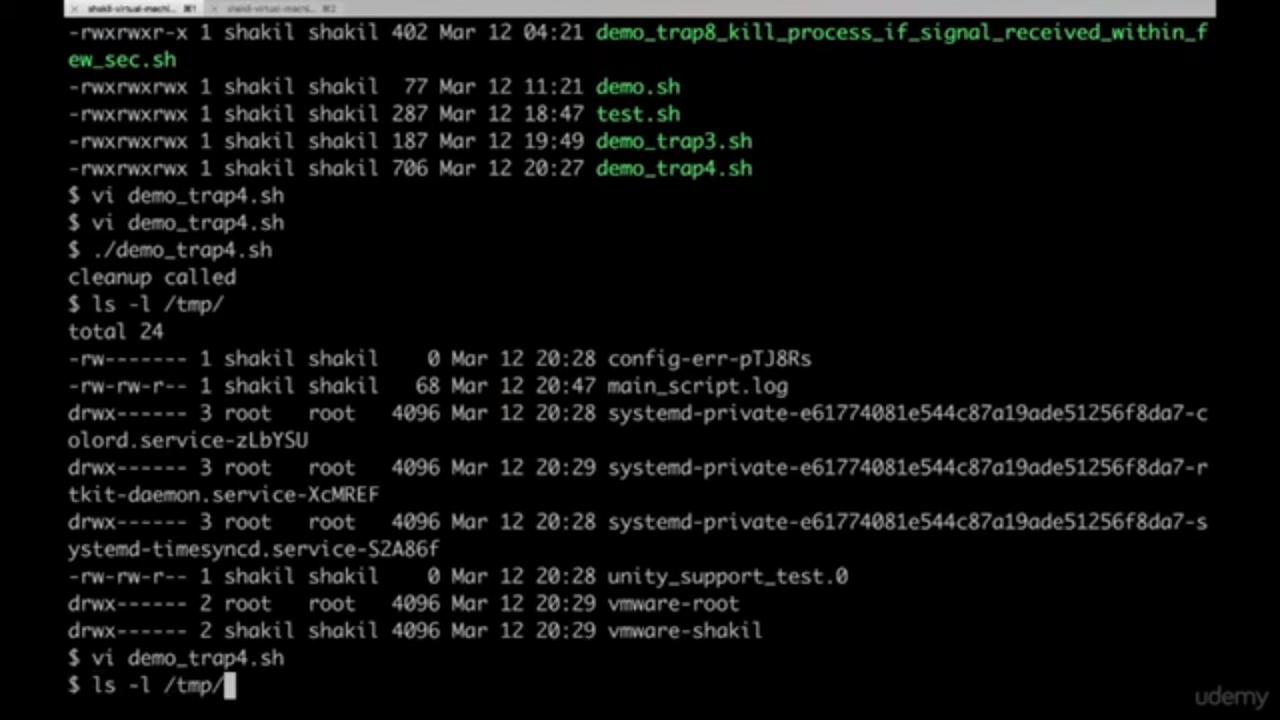 shakil-virtual-machi... ⌘1 shakil-virtual-machi... ⌘2
-rwxrwxr-x 1 shakil shakil 402 Mar 12 04:21 demo_trap8_kill_process_if_signal_received_within_f
ew_sec.sh
-rwxrwxrwx 1 shakil shakil 77 Mar 12 11:21 demo.sh
-rwxrwxrwx 1 shakil shakil 287 Mar 12 18:47 test.sh
-rwxrwxrwx 1 shakil shakil 187 Mar 12 19:49 demo_trap3.sh
-rwxrwxrwx 1 shakil shakil 706 Mar 12 20:27 demo_trap4.sh
$ vi demo_trap4.sh
$ vi demo_trap4.sh
$ ./demo_trap4.sh
cleanup called
$ ls -l /tmp/
total 24
-rw------- 1 shakil shakil 0 Mar 12 20:28 config-err-pTJ8Rs
-rw-rw-r-- 1 shakil shakil 68 Mar 12 20:47 main_script.log
drwx------ 3 root root 4096 Mar 12 20:28 systemd-private-e61774081e544c87a19ade51256f8da7-c
olord.service-zLbYSU
drwx------ 3 root root 4096 Mar 12 20:29 systemd-private-e61774081e544c87a19ade51256f8da7-r
tkit-daemon.service-XcMREF
drwx------ 3 root root 4096 Mar 12 20:28 systemd-private-e61774081e544c87a19ade51256f8da7-s
ystemd-timesyncd.service-S2A86f
-rw-rw-r-- 1 shakil shakil 0 Mar 12 20:28 unity_support_test.0
drwx------ 2 root root 4096 Mar 12 20:29 vmware-root
drwx------ 2 shakil shakil 4096 Mar 12 20:29 vmware-shakil
$ vi demo_trap4.sh
$ ls -l /tmp/
udemy